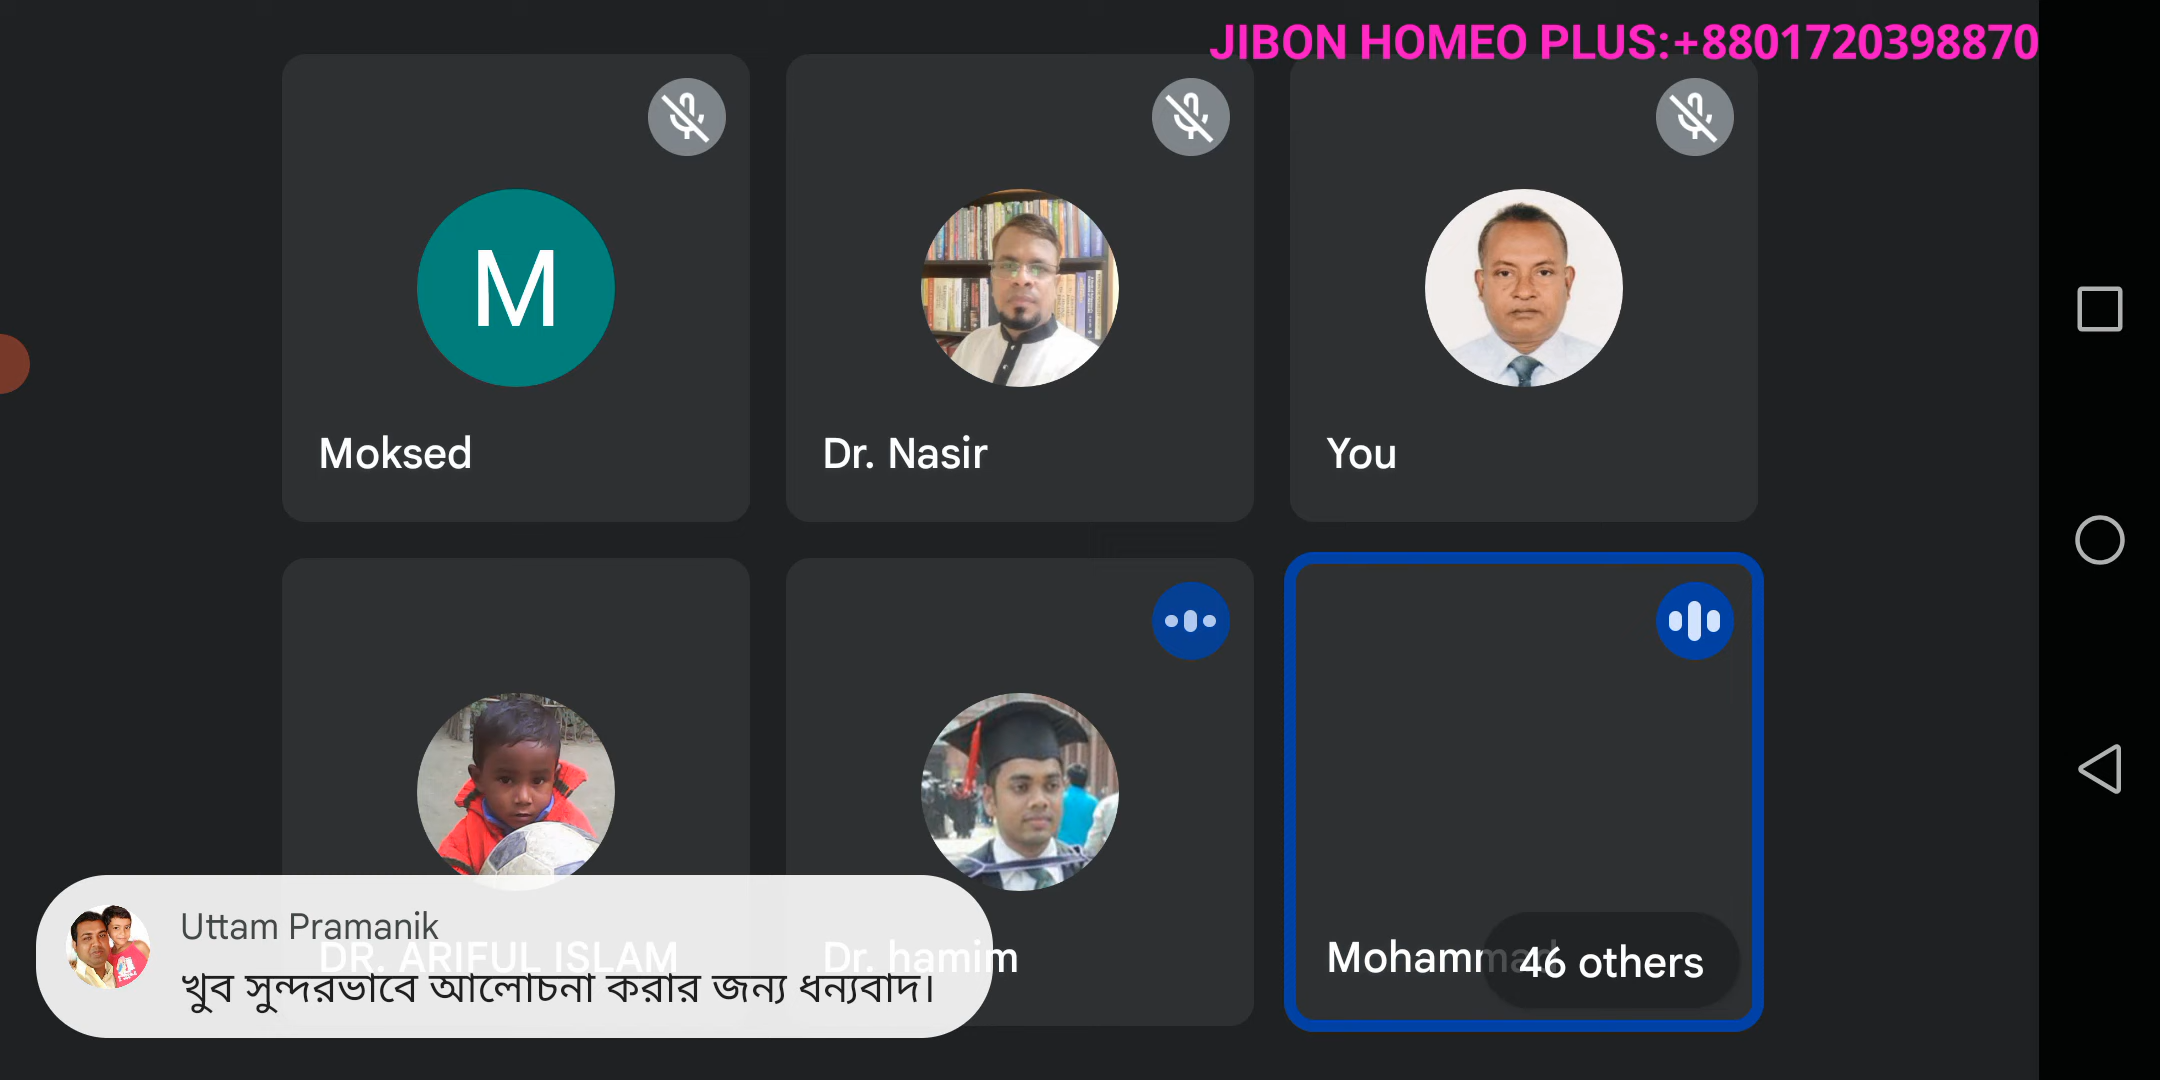 JIBON HOMEO PLUS:+8801720398870
M
Moksed
Dr. Nasir
You
Uttam Pramanik
DR. ARIFUL ISLAM
Dr. hamim
Mohammad
46 others
খুব সুন্দরভাবে আলোচনা করার জন্য ধন্যবাদ।